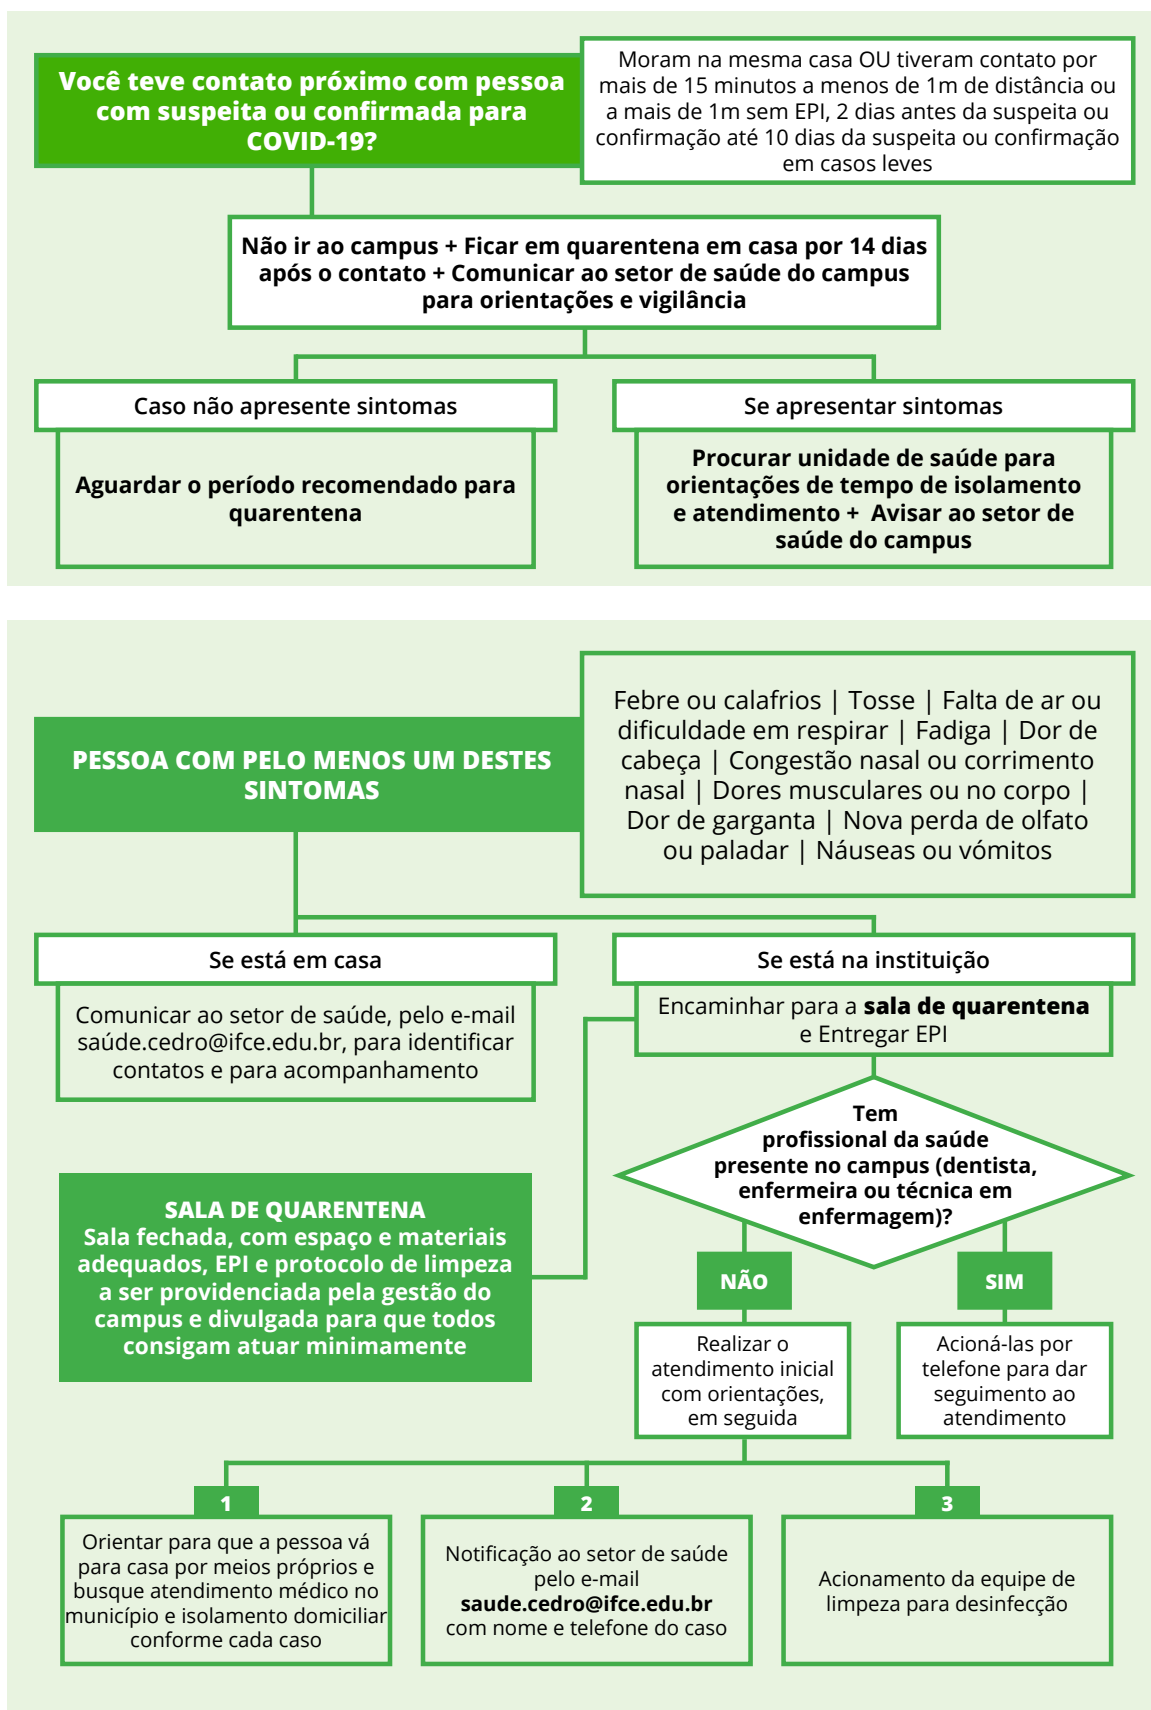 Você teve contato próximo com pessoa
com suspeita ou confirmada para
COVID-19?
Moram na mesma casa OU tiveram contato por
mais de 15 minutos a menos de 1m de distância ou
a mais de 1m sem EPI, 2 dias antes da suspeita ou
confirmação até 10 dias da suspeita ou confirmação
em casos leves
Não ir ao campus + Ficar em quarentena em casa por 14 dias
após o contato + Comunicar ao setor de saúde do campus
para orientações e vigilância
Caso não apresente sintomas
Aguardar o período recomendado para
quarentena
Se apresentar sintomas
Procurar unidade de saúde para
orientações de tempo de isolamento
e atendimento + Avisar ao setor de
saúde do campus
PESSOA COM PELO MENOS UM DESTES
SINTOMAS
Febre ou calafrios | Tosse | Falta de ar ou
dificuldade em respirar | Fadiga | Dor de
cabeça | Congestão nasal ou corrimento
nasal | Dores musculares ou no corpo |
Dor de garganta | Nova perda de olfato
ou paladar | Náuseas ou vómitos
Se está em casa
Comunicar ao setor de saúde, pelo e-mail
saúde.cedro@ifce.edu.br, para identificar
contatos e para acompanhamento
Se está na instituição
Encaminhar para a sala de quarentena
e Entregar EPI
Tem
profissional da saúde
presente no campus (dentista,
enfermeira ou técnica em
enfermagem)?
SALA DE QUARENTENA
Sala fechada, com espaço e materiais
adequados, EPI e protocolo de limpeza
a ser providenciada pela gestão do
campus e divulgada para que todos
consigam atuar minimamente
NÃO
Realizar o
atendimento inicial
com orientações,
em seguida
SIM
Acioná-las por
telefone para dar
seguimento ao
atendimento
1
Orientar para que a pessoa vá
para casa por meios próprios e
busque atendimento médico no
município e isolamento domiciliar
conforme cada caso
2
Notificação ao setor de saúde
pelo e-mail
saude.cedro@ifce.edu.br
com nome e telefone do caso
3
Acionamento da equipe de
limpeza para desinfecção